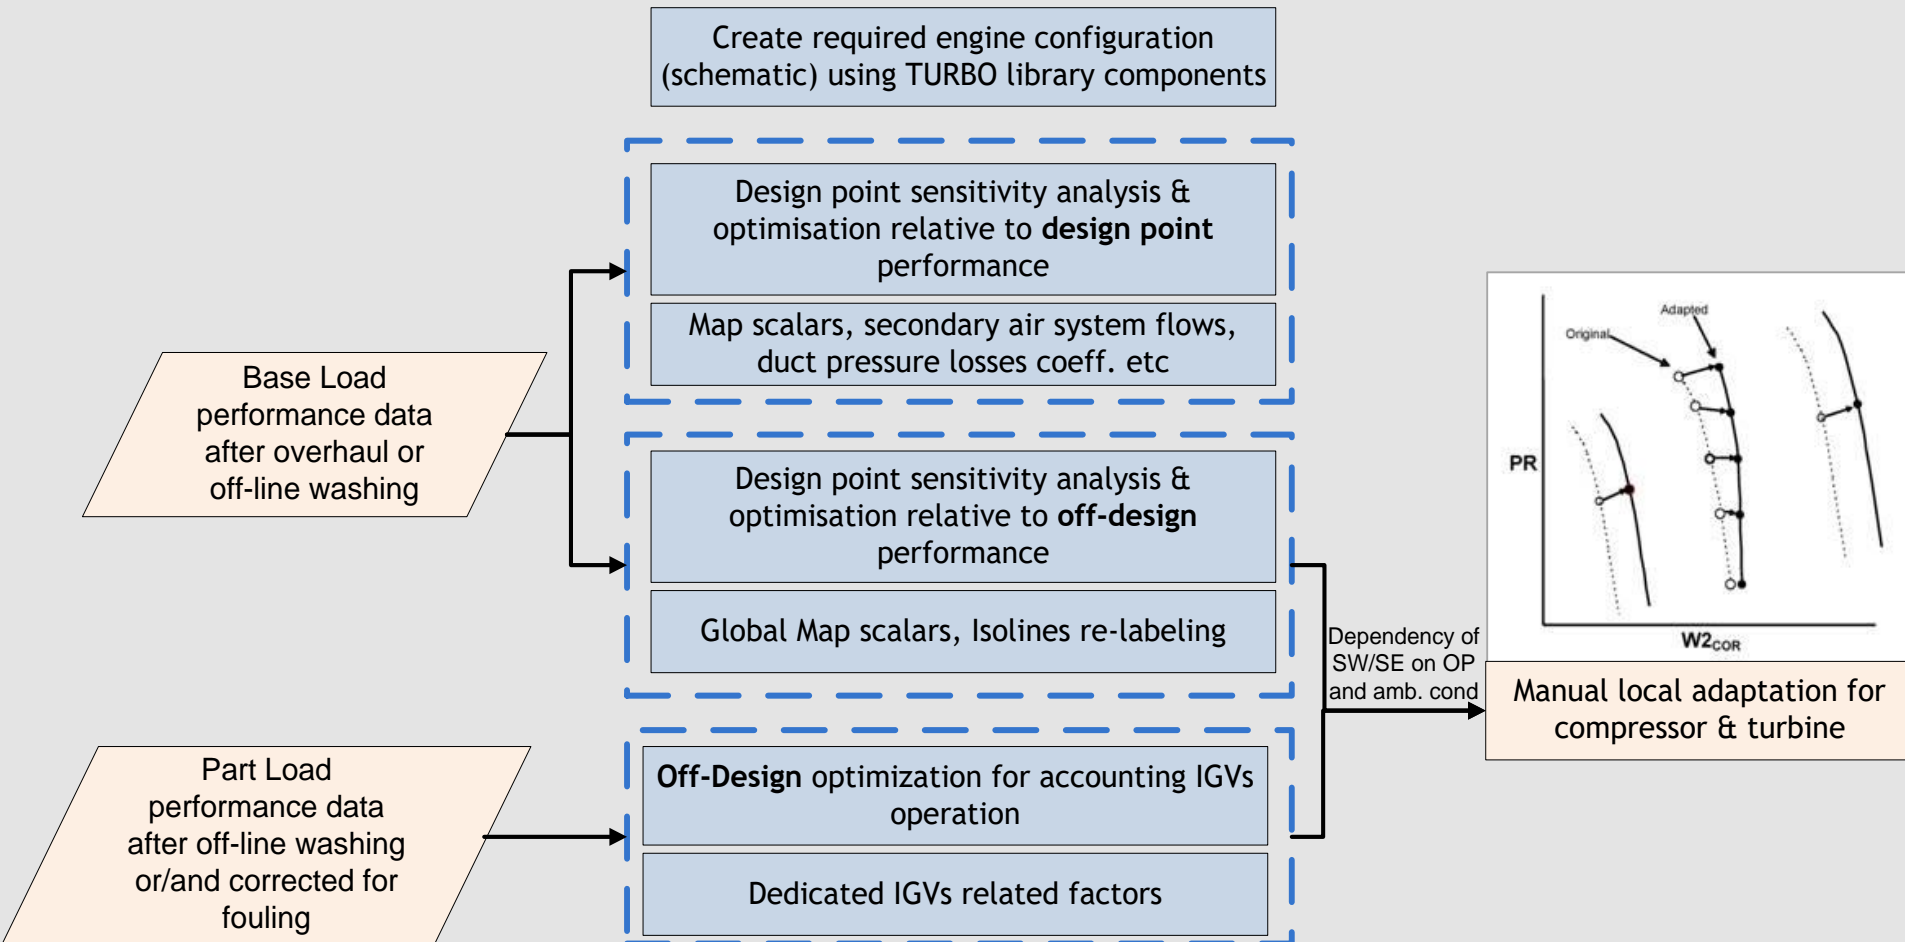 Create required engine configuration
(schematic) using TURBO library components
Design point sensitivity analysis &
optimisation relative to design point
performance
Map scalars, secondary air system flows,
duct pressure losses coeff. etc
Base Load
performance data
after overhaul or
off-line washing
Design point sensitivity analysis &
optimisation relative to off-design
performance
Global Map scalars, Isolines re-labeling
Part Load
performance data
after off-line washing
or/and corrected for
fouling
Off-Design optimization for accounting IGVs
operation
Dedicated IGVs related factors
Dependency of
SW/SE on OP
and amb. cond
Adapted
Original
PR
W2COR
Manual local adaptation for
compressor & turbine